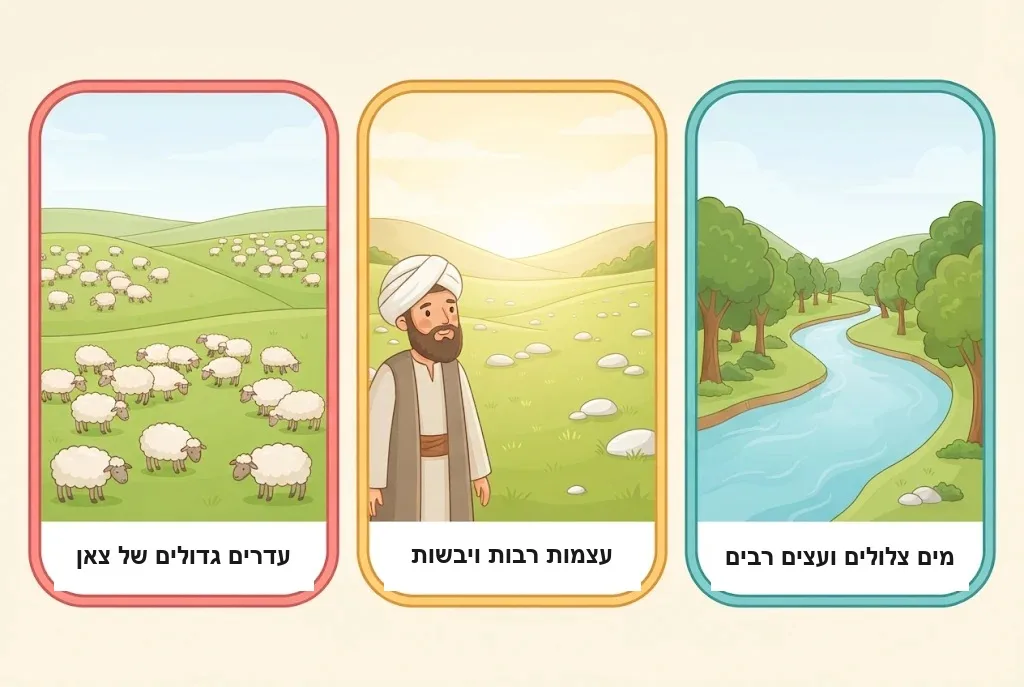 מים צלולים ועצים רבים
עצמות רבות ויבשות
עדרים גדולים של צאן